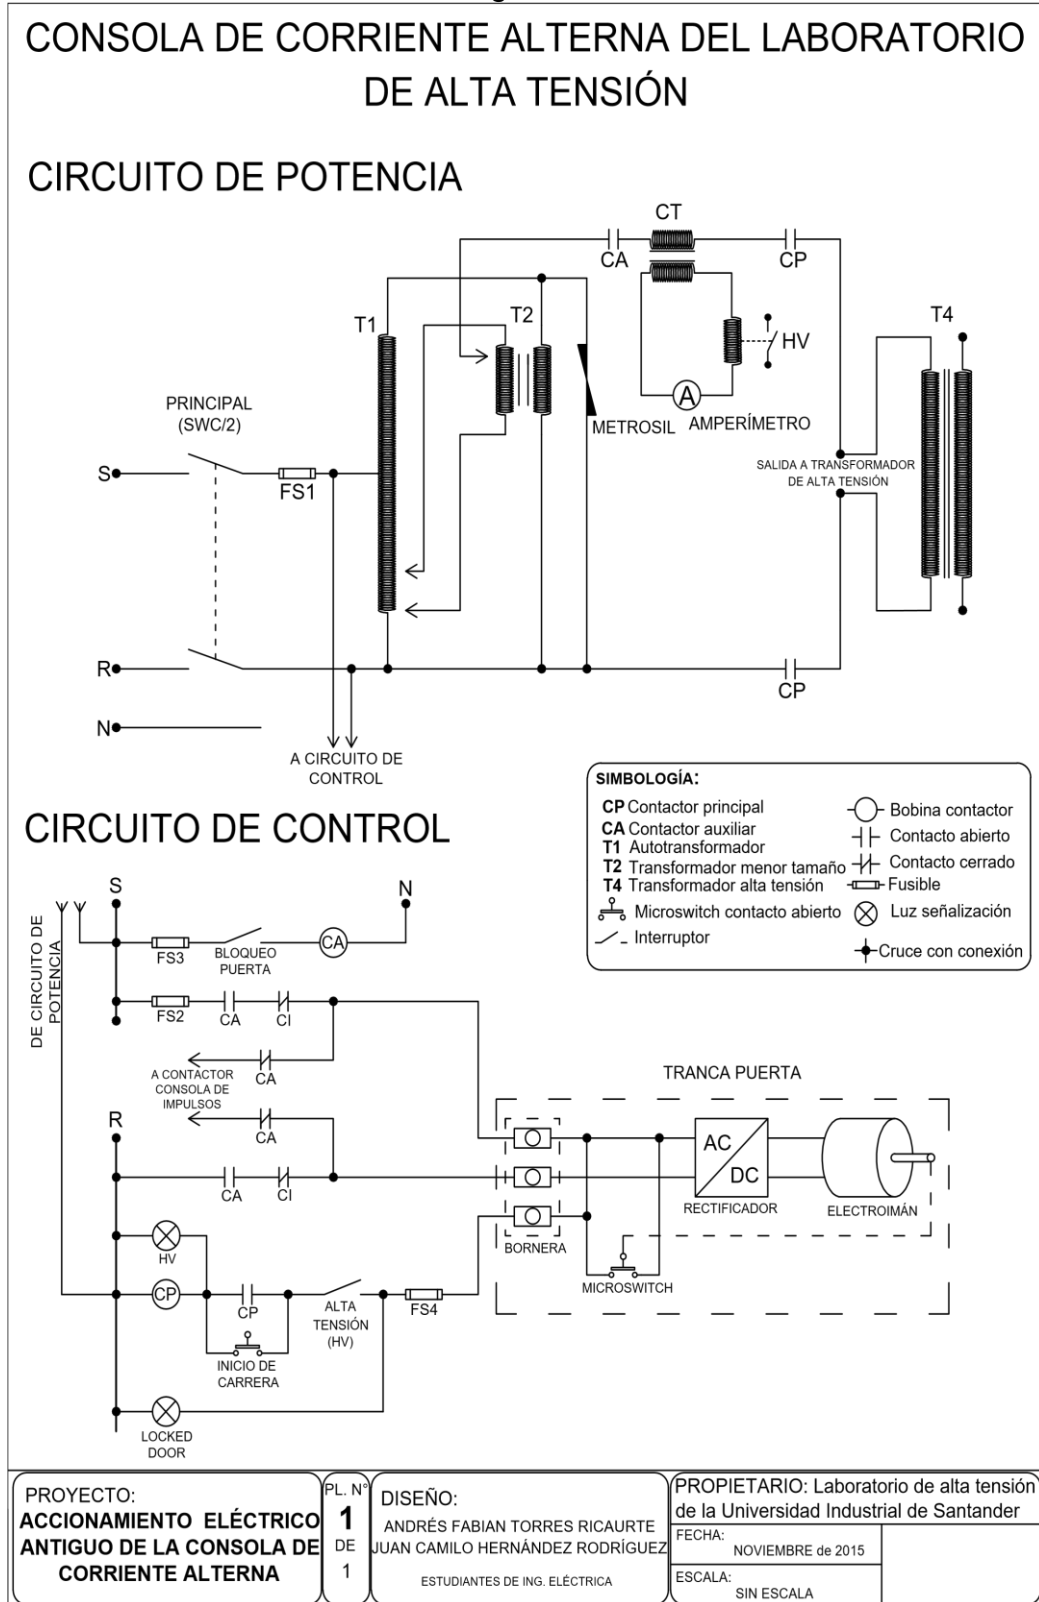 CONSOLA DE CORRIENTE ALTERNA DEL LABORATORIO
DE ALTA TENSIÓN
CIRCUITO DE POTENCIA
CT
CA
CP
T1
T2
T4
HV
A
AMPERÍMETRO
METROSIL
PRINCIPAL
(SWC/2)
S
FS1
SALIDA A TRANSFORMADOR
DE ALTA TENSIÓN
R
CP
N
A CIRCUITO DE
CONTROL
SIMBOLOGÍA:
CP Contactor principal
CA Contactor auxiliar
T1 Autotransformador
T2 Transformador menor tamaño
T4 Transformador alta tensión
Microswitch contacto abierto
Interruptor
Bobina contactor
Contacto abierto
Contacto cerrado
Fusible
Luz señalización
Cruce con conexión
CIRCUITO DE CONTROL
S
N
DE CIRCUITO DE
POTENCIA
FS3
BLOQUEO
PUERTA
CA
FS2
CA
CI
A CONTACTOR
CONSOLA DE
IMPULSOS
CA
R
CA
CA
CI
TRANCA PUERTA
AC
DC
RECTIFICADOR
ELECTROIMÁN
BORNERA
MICROSWITCH
HV
CP
CP
ALTA
TENSIÓN
(HV)
FS4
INICIO DE
CARRERA
LOCKED
DOOR
PROYECTO:
ACCIONAMIENTO ELÉCTRICO
ANTIGUO DE LA CONSOLA DE
CORRIENTE ALTERNA
PL. N°
1
DE
1
DISEÑO:
ANDRÉS FABIAN TORRES RICAURTE
JUAN CAMILO HERNÁNDEZ RODRÍGUEZ
ESTUDIANTES DE ING. ELÉCTRICA
PROPIETARIO: Laboratorio de alta tensión
de la Universidad Industrial de Santander
FECHA:
NOVIEMBRE de 2015
ESCALA:
SIN ESCALA